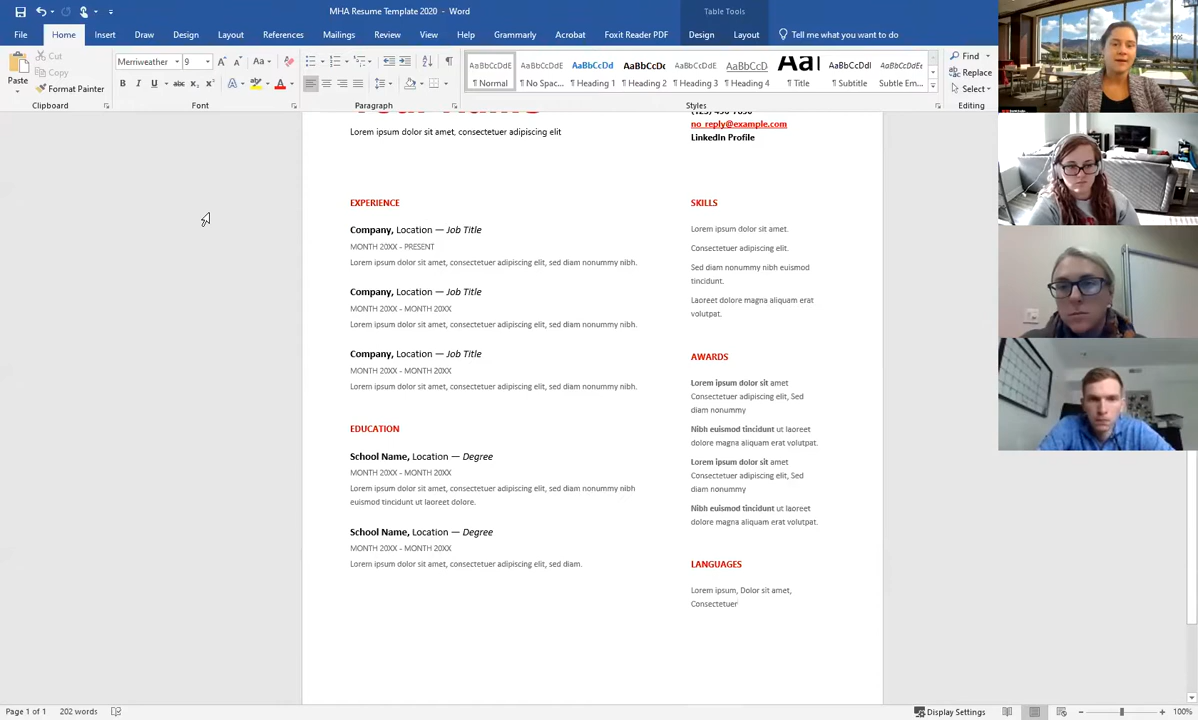 MHA Resume Template 2020 - Word
Table Tools
File Home Insert Draw Design Layout References Mailings Review View Help Grammarly Acrobat Foxit Reader PDF Design Layout Tell me what you want to do
Paste
Cut
Copy
Format Painter
Clipboard
Merriweather 9
Font
Paragraph
AaBbCcDdE AaBbCcDdE AaBbCcDd AaBbCcDc AaBbCcDdE AaBbCcD AaI AaBbCcDdI AaBbCcDdEe
¶ Normal ¶ No Spac... ¶ Heading 1 ¶ Heading 2 ¶ Heading 3 ¶ Heading 4 ¶ Title ¶ Subtitle Subtle Em...
Styles
Find
Replace
Select
Editing
Lorem ipsum dolor sit amet, consectetuer adipiscing elit
no_reply@example.com
LinkedIn Profile
EXPERIENCE
Company, Location — Job Title
MONTH 20XX - PRESENT
Lorem ipsum dolor sit amet, consectetuer adipiscing elit, sed diam nonummy nibh.
Company, Location — Job Title
MONTH 20XX - MONTH 20XX
Lorem ipsum dolor sit amet, consectetuer adipiscing elit, sed diam nonummy nibh.
Company, Location — Job Title
MONTH 20XX - MONTH 20XX
Lorem ipsum dolor sit amet, consectetuer adipiscing elit, sed diam nonummy nibh.
EDUCATION
School Name, Location — Degree
MONTH 20XX - MONTH 20XX
Lorem ipsum dolor sit amet, consectetuer adipiscing elit, sed diam nonummy nibh
euismod tincidunt ut laoreet dolore.
School Name, Location — Degree
MONTH 20XX - MONTH 20XX
Lorem ipsum dolor sit amet, consectetuer adipiscing elit, sed diam.
SKILLS
Lorem ipsum dolor sit amet.
Consectetuer adipiscing elit.
Sed diam nonummy nibh euismod
tincidunt.
Laoreet dolore magna aliquam erat
volutpat.
AWARDS
Lorem ipsum dolor sit amet
Consectetuer adipiscing elit, Sed
diam nonummy
Nibh euismod tincidunt ut laoreet
dolore magna aliquam erat volutpat.
Lorem ipsum dolor sit amet
Consectetuer adipiscing elit, Sed
diam nonummy
Nibh euismod tincidunt ut laoreet
dolore magna aliquam erat volutpat.
LANGUAGES
Lorem ipsum, Dolor sit amet,
Consectetuer
Page 1 of 1 202 words
Display Settings 100%